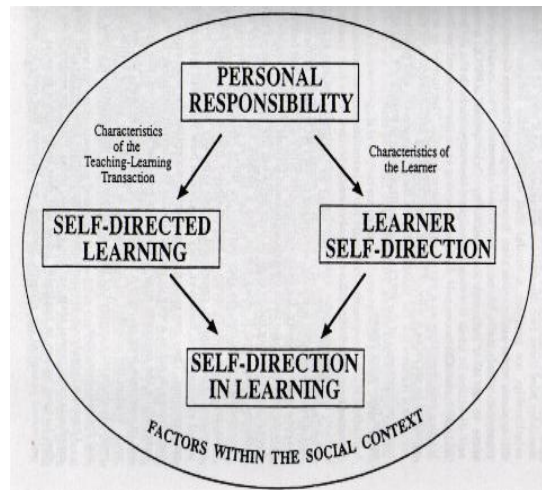 PERSONAL
RESPONSIBILITY
Characteristics
of the
Teaching-Learning
Transaction
Characteristics of
the Learner
SELF-DIRECTED
LEARNING
LEARNER
SELF-DIRECTION
SELF-DIRECTION
IN LEARNING
FACTORS WITHIN THE SOCIAL CONTEXT